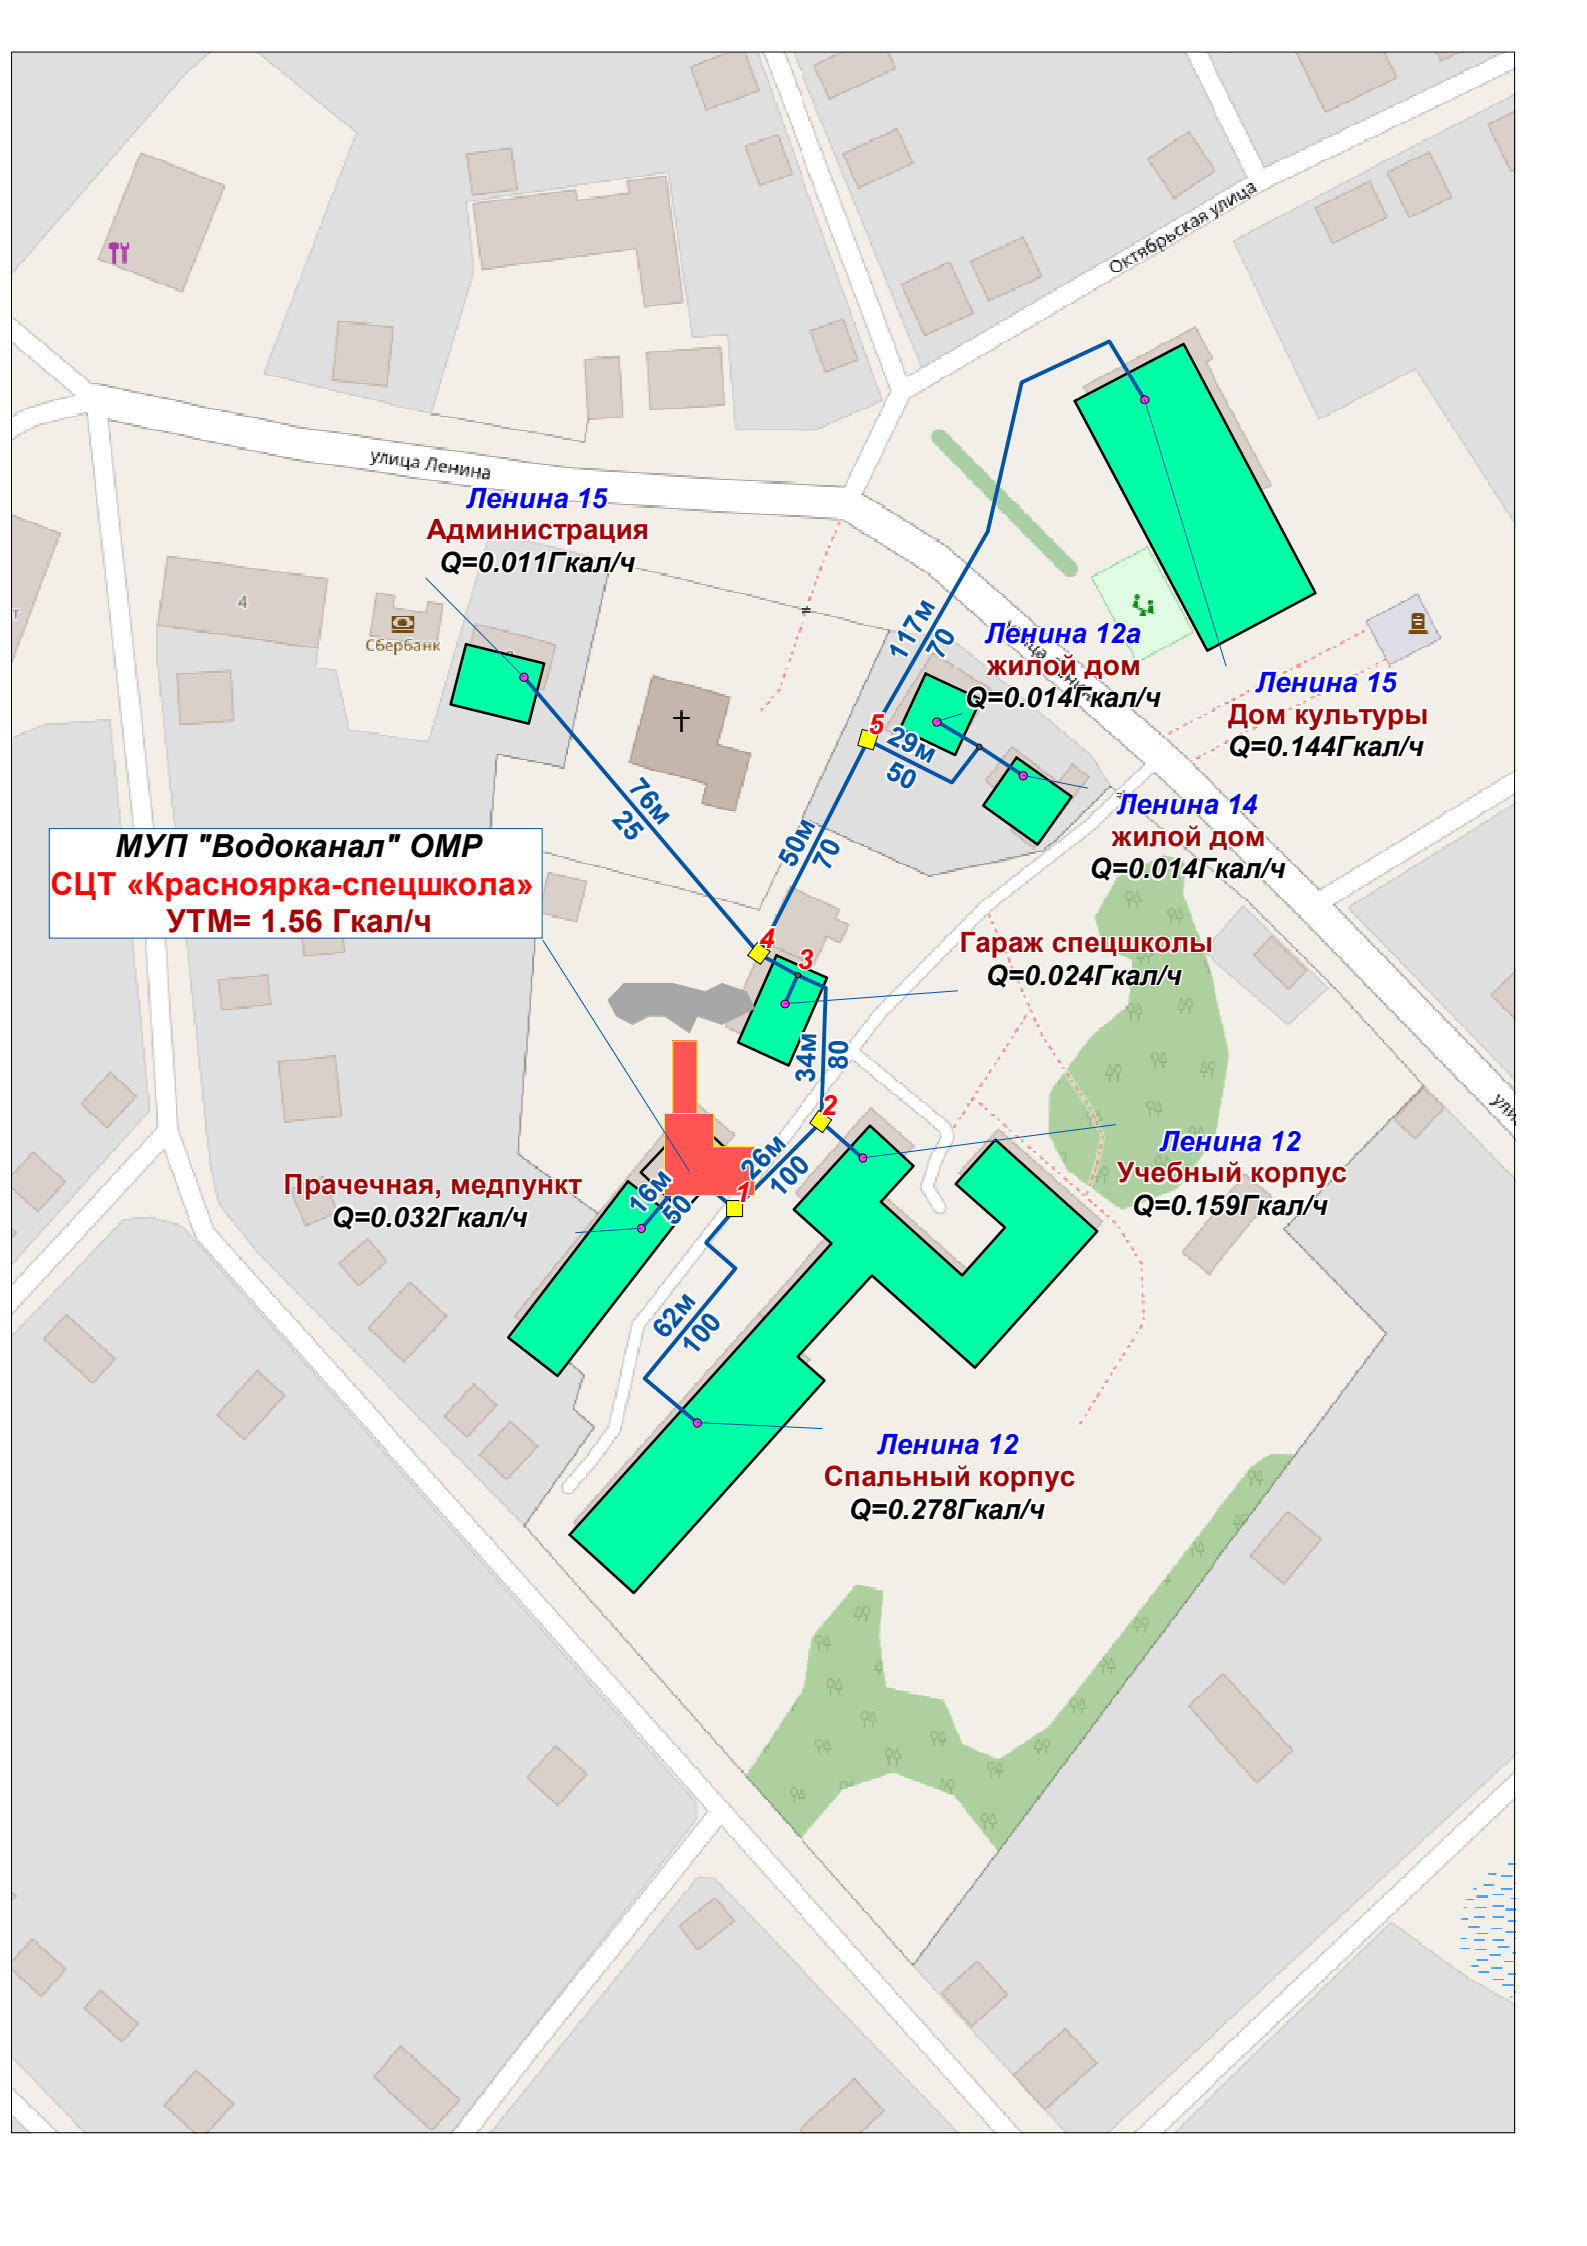 Октябрьская улица
улица Ленина
Ленина 15
Администрация
Q=0.011Гкал/ч
4
Сбербанк
117м
70
Ленина 12а
жилой дом
Q=0.014Гкал/ч
Ленина 15
Дом культуры
Q=0.144Гкал/ч
5
29м
50
76м
25
50м
70
Ленина 14
жилой дом
Q=0.014Гкал/ч
МУП "Водоканал" ОМР
СЦТ «Красноярка-спецшкола»
УТМ= 1.56 Гкал/ч
4
3
Гараж спецшколы
Q=0.024Гкал/ч
34м
80
2
26м
100
Ленина 12
Учебный корпус
Q=0.159Гкал/ч
Прачечная, медпункт
Q=0.032Гкал/ч
16м
50
1
62м
100
Ленина 12
Спальный корпус
Q=0.278Гкал/ч